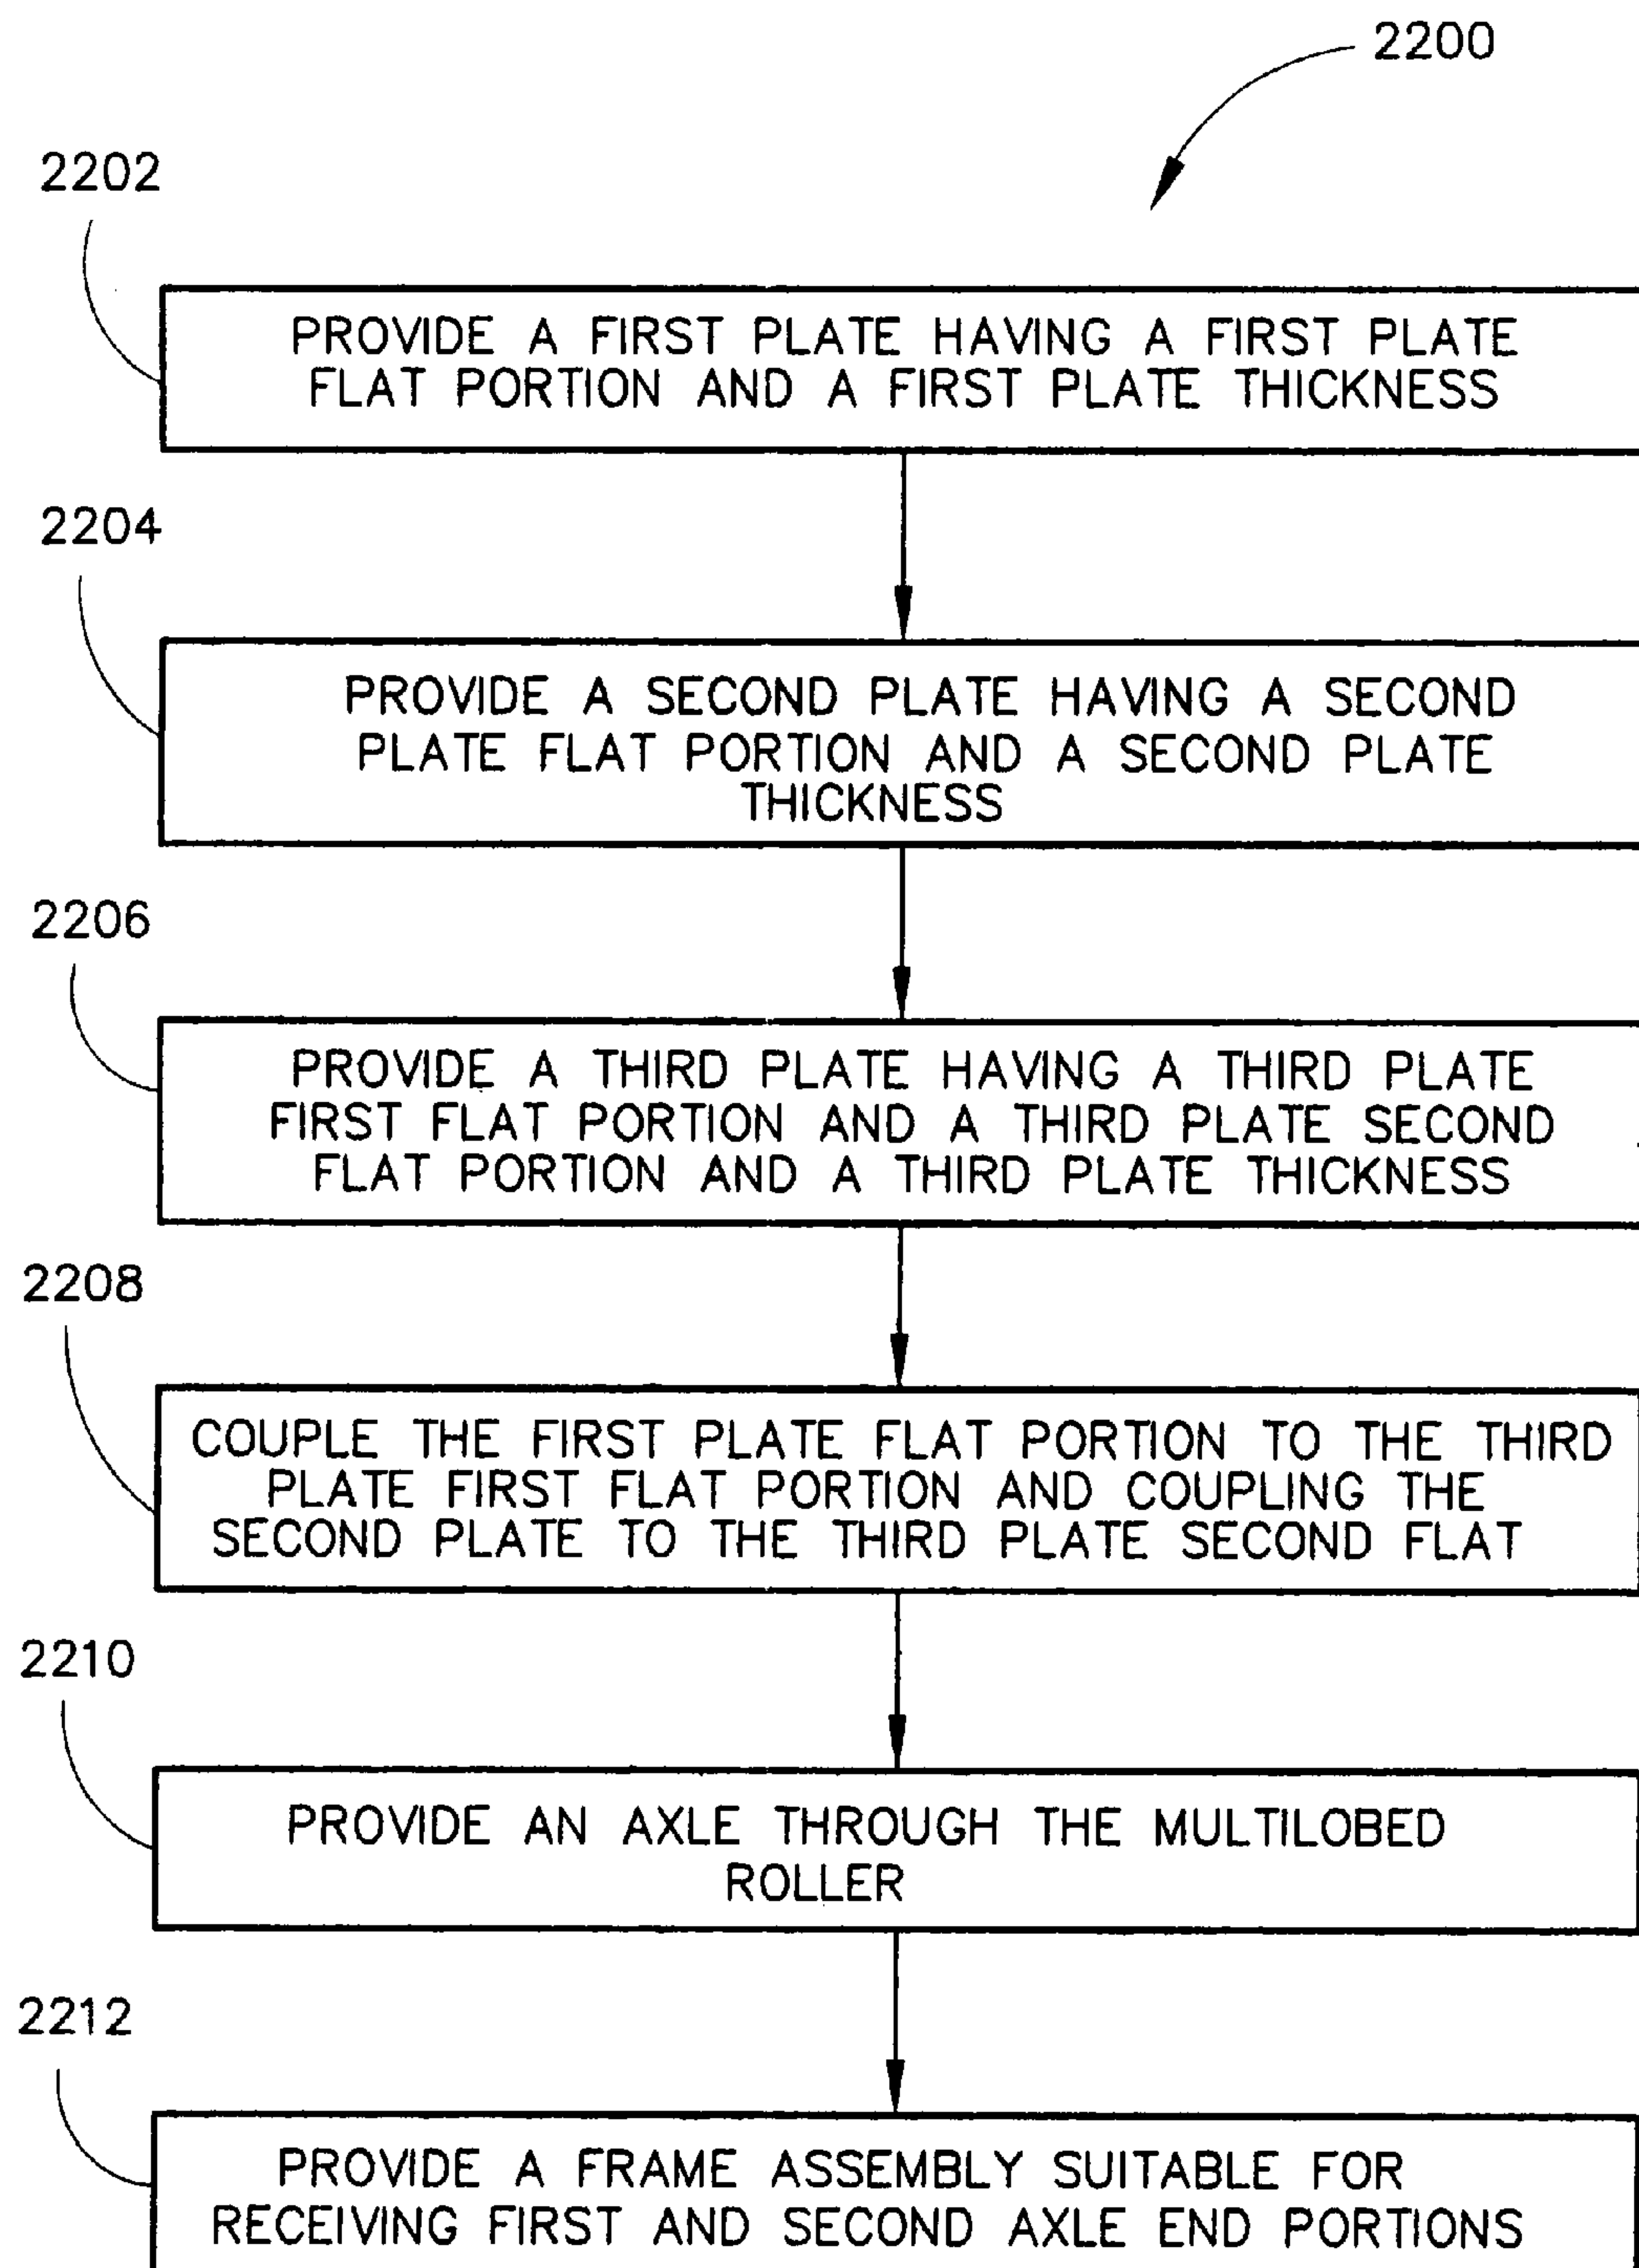 2200
2202
PROVIDE A FIRST PLATE HAVING A FIRST PLATE
FLAT PORTION AND A FIRST PLATE THICKNESS
2204
PROVIDE A SECOND PLATE HAVING A SECOND
PLATE FLAT PORTION AND A SECOND PLATE
THICKNESS
2206
PROVIDE A THIRD PLATE HAVING A THIRD PLATE
FIRST FLAT PORTION AND A THIRD PLATE SECOND
FLAT PORTION AND A THIRD PLATE THICKNESS
2208
COUPLE THE FIRST PLATE FLAT PORTION TO THE THIRD
PLATE FIRST FLAT PORTION AND COUPLING THE
SECOND PLATE TO THE THIRD PLATE SECOND FLAT
2210
PROVIDE AN AXLE THROUGH THE MULTILOBED
ROLLER
2212
PROVIDE A FRAME ASSEMBLY SUITABLE FOR
RECEIVING FIRST AND SECOND AXLE END PORTIONS